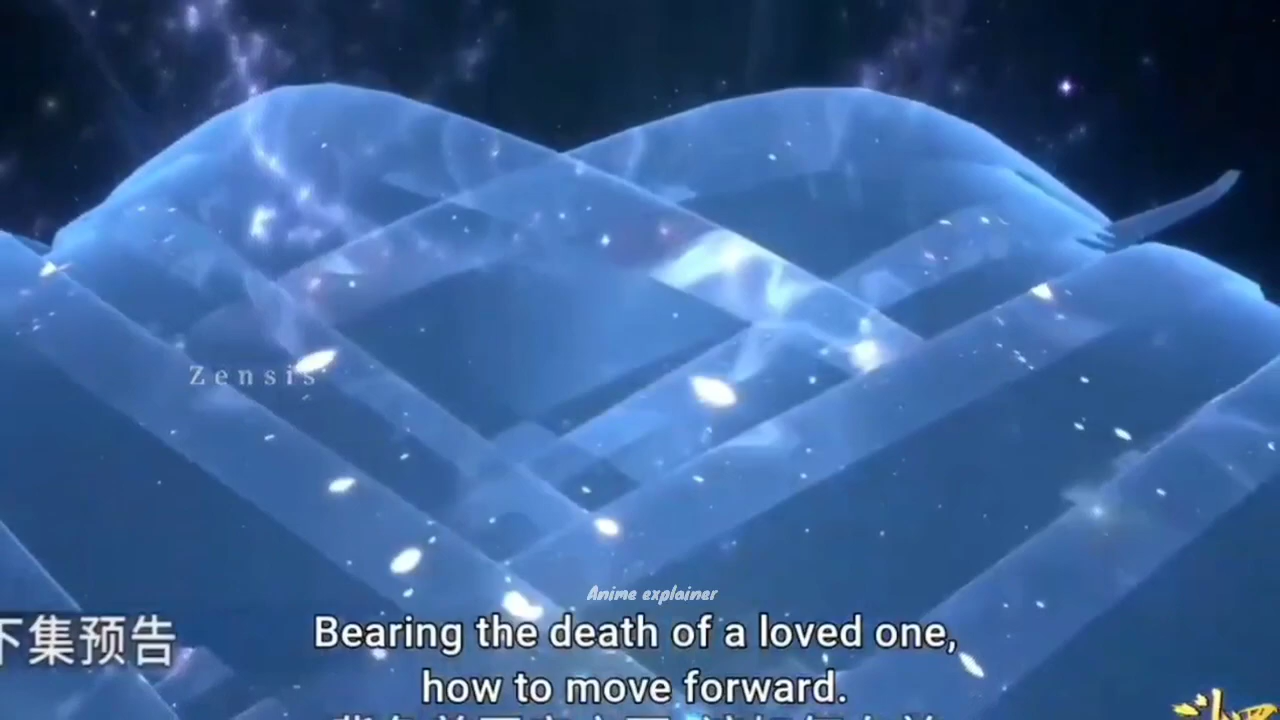 Zensis
Anime explainer
下集预告
Bearing the death of a loved one,
how to move forward.